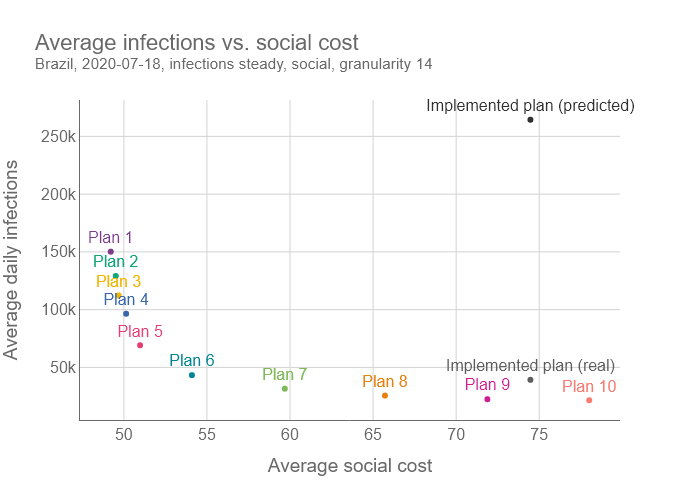 Average infections vs. social cost
Brazil, 2020-07-18, infections steady, social, granularity 14
Implemented plan (predicted)
250k
200k
Plan 1
150k
Plan 2
Plan 3
Plan 4
100k
Plan 5
Plan 6
Implemented plan (real)
50k
Plan 7
Plan 8
Plan 9
Plan 10
Average daily infections
50
55
60
65
70
75
Average social cost